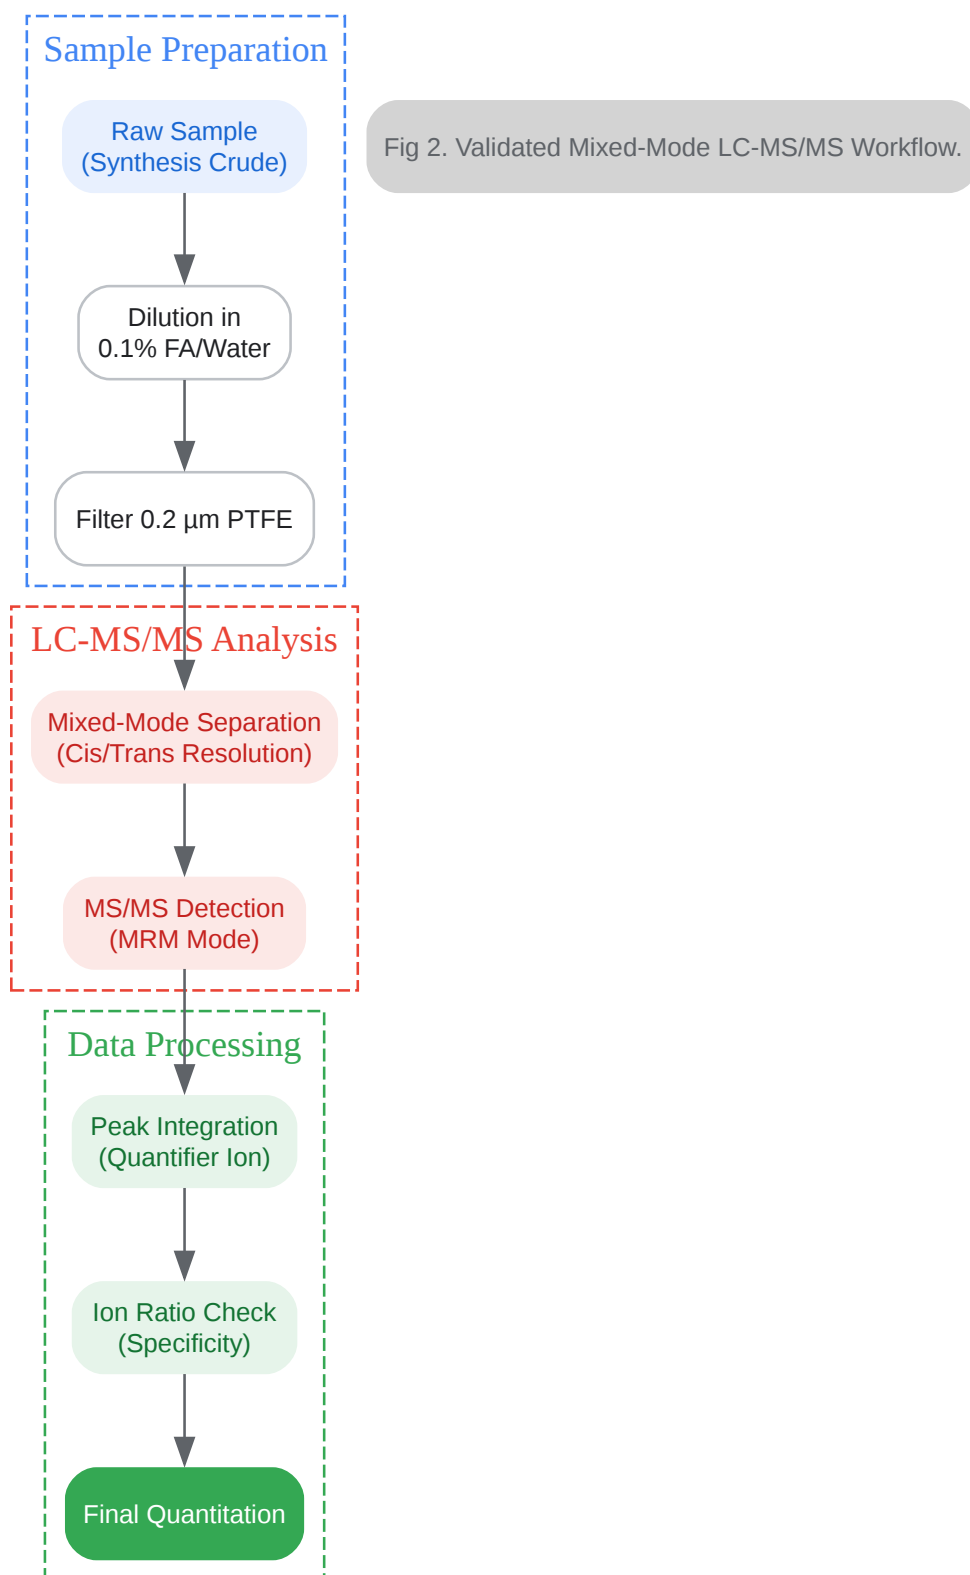 Sample Preparation
Raw Sample
(Synthesis Crude)
Fig 2. Validated Mixed-Mode LC-MS/MS Workflow.
Dilution in
0.1% FA/Water
Filter 0.2 µm PTFE
LC-MS/MS Analysis
Mixed-Mode Separation
(Cis/Trans Resolution)
MS/MS Detection
(MRM Mode)
Data Processing
Peak Integration
(Quantifier Ion)
Ion Ratio Check
(Specificity)
Final Quantitation